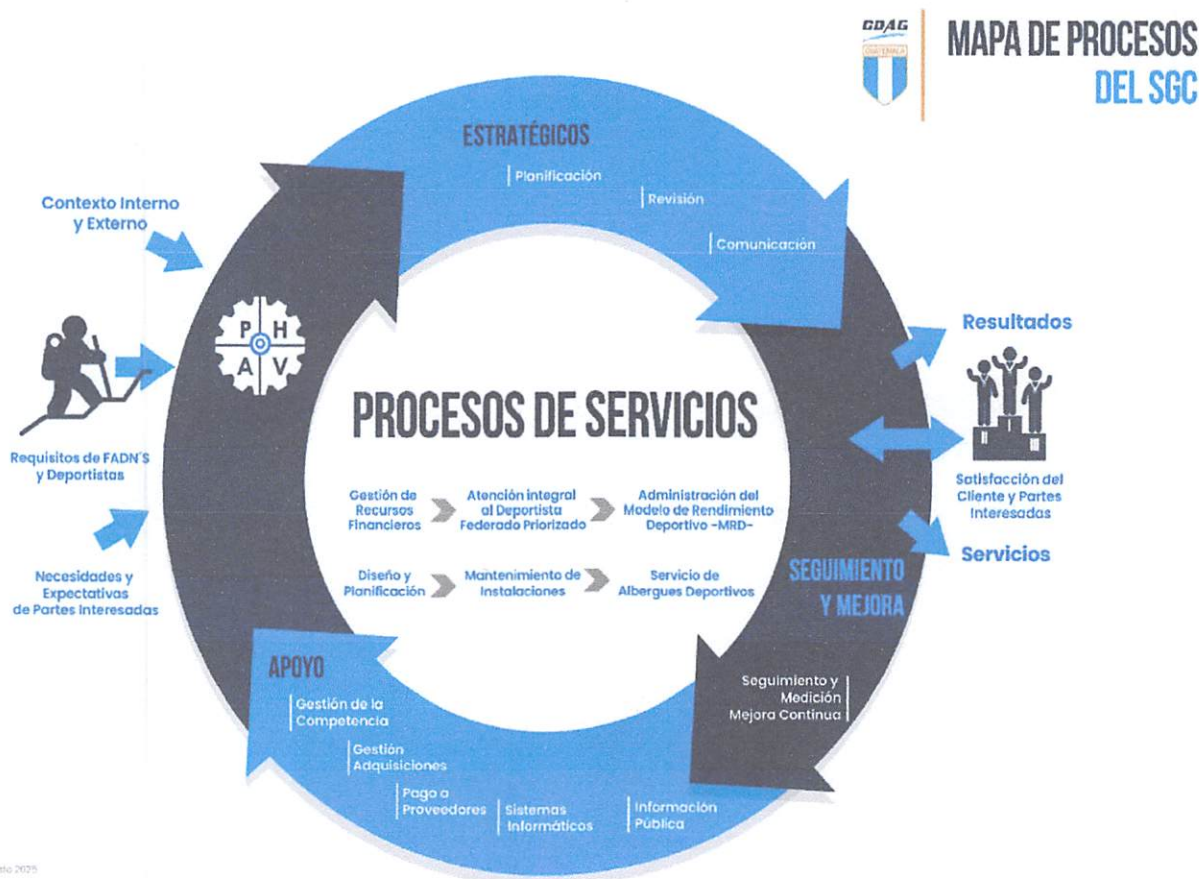 CDAG
GUATEMALA
MAPA DE PROCESOS
DEL SGC
ESTRATÉGICOS
Planificación
Revisión
Comunicación
Contexto Interno
y Externo
P H
A V
Requisitos de FADN'S
y Deportistas
Necesidades y
Expectativas
de Partes Interesadas
PROCESOS DE SERVICIOS
Gestión de
Recursos
Financieros
Atención integral
al Deportista
Federado Priorizado
Administración del
Modelo de Rendimiento
Deportivo -MRD-
Diseño y
Planificación
Mantenimiento de
Instalaciones
Servicio de
Albergues Deportivos
Resultados
II
I
III
Satisfacción del
Cliente y Partes
Interesadas
Servicios
SEGUIMIENTO
Y MEJORA
Seguimiento y
Medición
Mejora Continua
APOYO
Gestión de la
Competencia
Gestión
Adquisiciones
Pago a
Proveedores
Sistemas
Informáticos
Información
Pública
2025